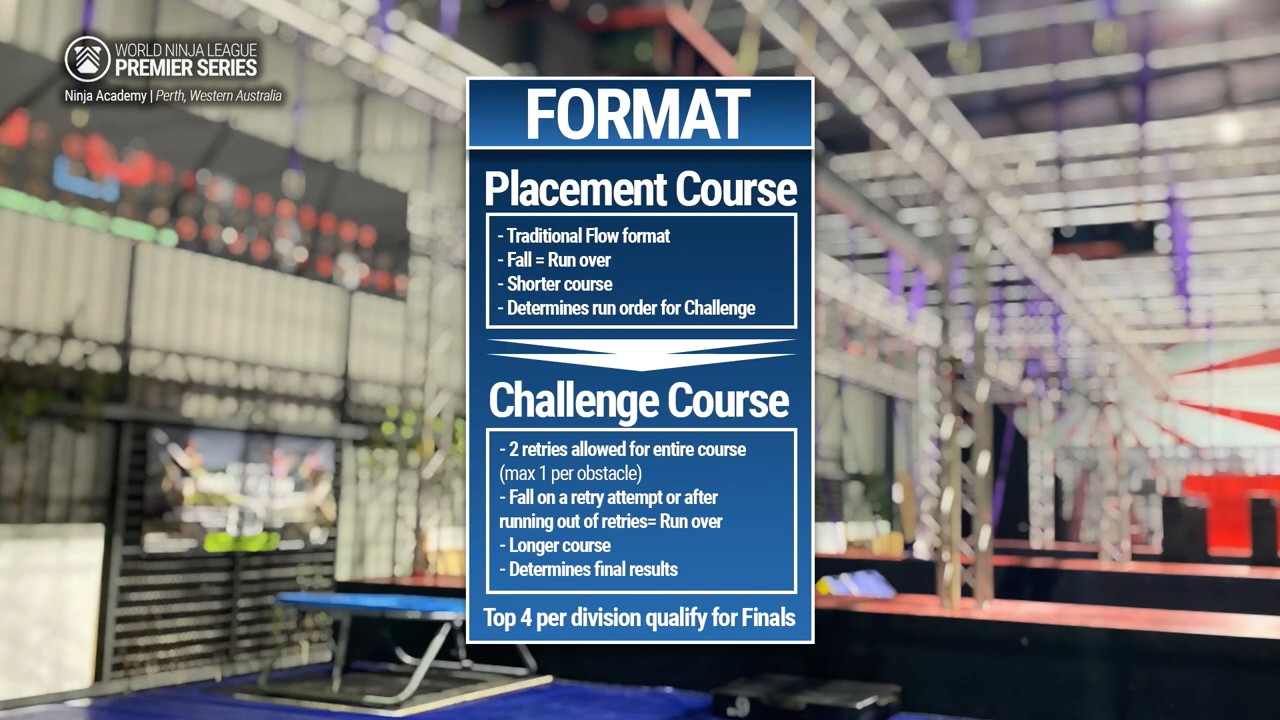 WORLD NINJA LEAGUE
PREMIER SERIES
Ninja Academy | Perth, Western Australia
FORMAT
Placement Course
- Traditional Flow format
- Fall = Run over
- Shorter course
- Determines run order for Challenge
Challenge Course
- 2 retries allowed for entire course
(max 1 per obstacle)
- Fall on a retry attempt or after
running out of retries= Run over
- Longer course
- Determines final results
Top 4 per division qualify for Finals